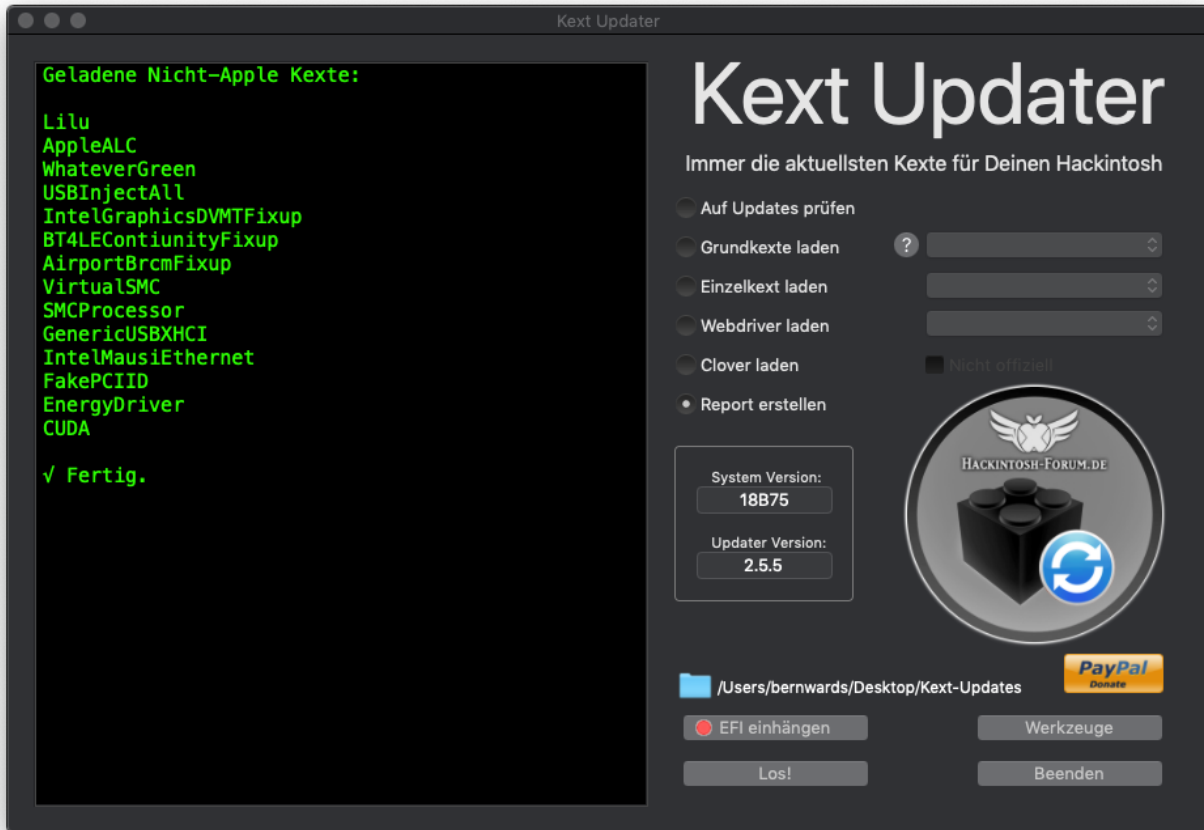 Kext Updater
Geladene Nicht-Apple Kexte:
Lilu
AppleALC
WhateverGreen
USBInjectAll
IntelGraphicsDVMTFixup
BT4LEContiunityFixup
AirportBrcmFixup
VirtualSMC
SMCProcessor
GenericUSBXHCI
IntelMausiEthernet
FakePCIID
EnergyDriver
CUDA
√ Fertig.
Kext Updater
Immer die aktuellsten Kexte für Deinen Hackintosh
Auf Updates prüfen
Grundkexte laden ?
Einzelkext laden
Webdriver laden
Clover laden Nicht offiziell
Report erstellen
HACKINTOSH-FORUM.DE
System Version:
18B75
Updater Version:
2.5.5
PayPal
Donate
/Users/bernwards/Desktop/Kext-Updates
EFI einhängen
Werkzeuge
Los!
Beenden